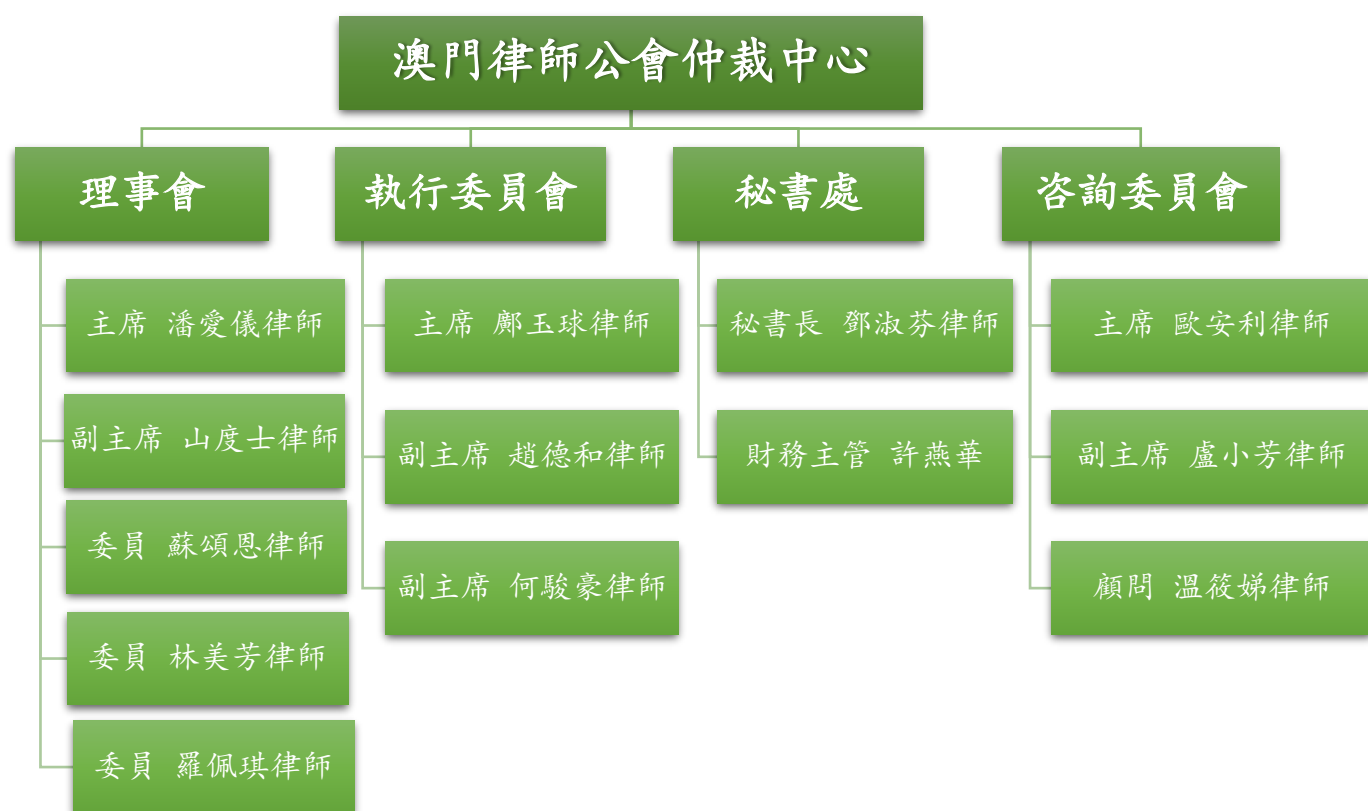 澳門律師公會仲裁中心
理事會
主席 潘愛儀律師
副主席 山度士律師
委員 蘇頌恩律師
委員 林美芳律師
委員 羅佩琪律師
執行委員會
主席 鄺玉球律師
副主席 趙德和律師
副主席 何駿豪律師
秘書處
秘書長 鄧淑芬律師
財務主管 許燕華
咨詢委員會
主席 歐安利律師
副主席 盧小芳律師
顧問 溫筱娣律師